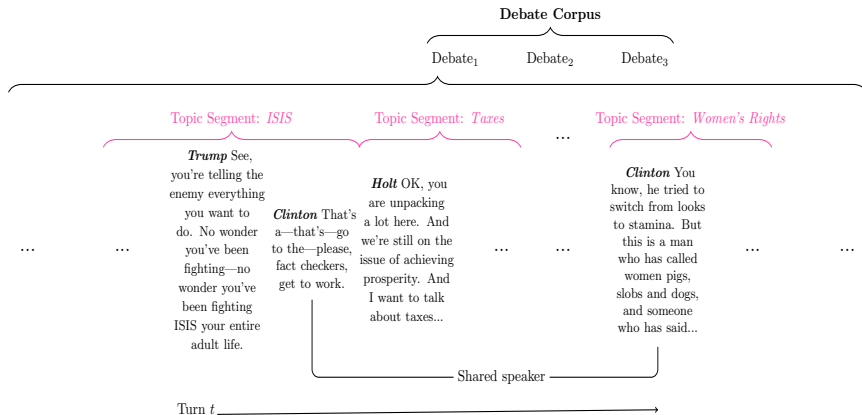 Debate Corpus
Debate₁ Debate₂ Debate₃
Topic Segment: ISIS
Topic Segment: Taxes
...
Topic Segment: Women's Rights
...
...
Trump See,
you're telling the
enemy everything
you want to
do. No wonder
you've been
fighting—no
wonder you've
been fighting
ISIS your entire
adult life.
Clinton That's
a—that's—go
to the—please,
fact checkers,
get to work.
Holt OK, you
are unpacking
a lot here. And
we're still on the
issue of achieving
prosperity. And
I want to talk
about taxes...
...
...
Clinton You
know, he tried to
switch from looks
to stamina. But
this is a man
who has called
women pigs,
slobs and dogs,
and someone
who has said...
...
...
Shared speaker
Turn t